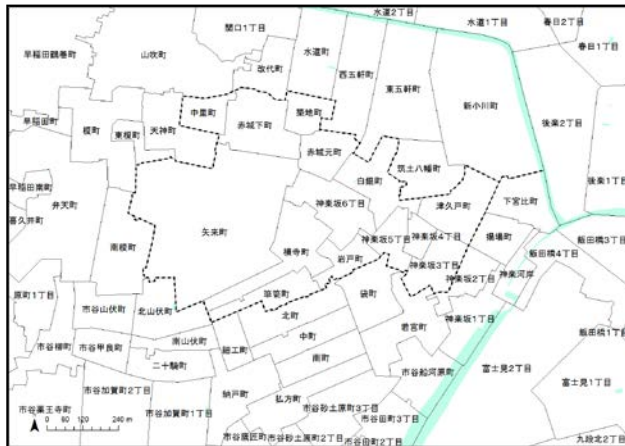 水道2丁目
水道1丁目
春日2丁目
関口1丁目
春日1丁目
早稲田鶴巻町
山吹町
水道町
改代町
西五軒町
東五軒町
新小川町
後楽2丁目
早稲田町
中里町
築地町
榎町
天神町
赤城下町
東榎町
赤城元町
白銀町
筑土八幡町
後楽1丁目
早稲田南町
弁天町
喜久井町
神楽坂6丁目
津久戸町
下宮比町
南榎町
矢来町
横寺町
神楽坂5丁目
神楽坂4丁目
揚場町
飯田橋3丁目
岩戸町
飯田橋4丁目
神楽坂3丁目
神楽坂2丁目
神楽河岸
原町1丁目
市谷山伏町
北山伏町
箪笥町
袋町
北町
若宮町
神楽坂1丁目
飯田橋1丁目
市谷柳町
市谷甲良町
南山伏町
細工町
中町
二十騎町
南町
市谷船河原町
富士見2丁目
市谷加賀町2丁目
納戸町
払方町
富士見1丁目
市谷薬王寺町
市谷加賀町1丁目
市谷砂土原町3丁目
市谷田町3丁目
市谷鷹匠町
市谷砂土原町2丁目
市谷田町2丁目
九段北2丁目
0 60 120 240 m